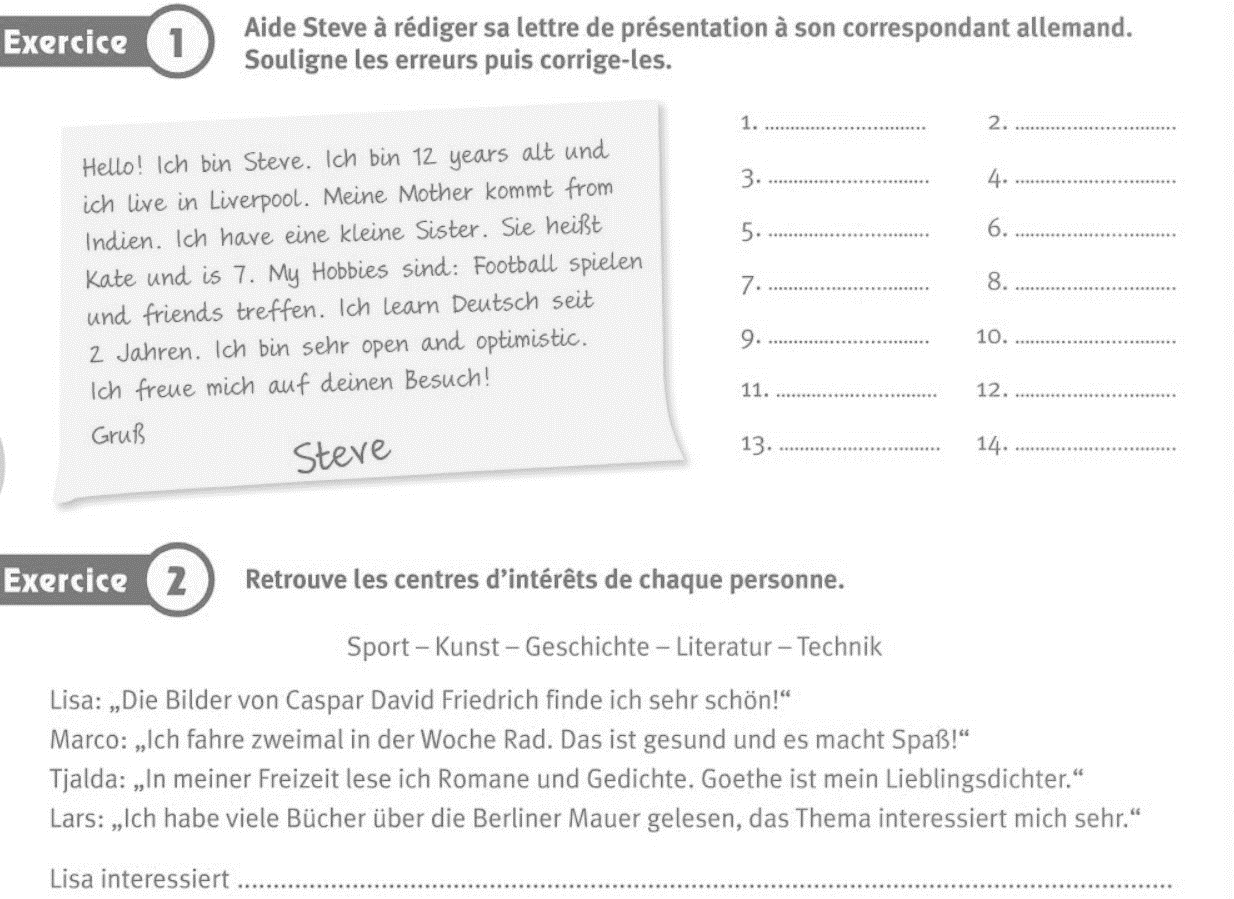 Exercice 1 Aide Steve à rédiger sa lettre de présentation à son correspondant allemand.
Souligne les erreurs puis corrige-les.
Hello! Ich bin Steve. Ich bin 12 years alt und
ich live in Liverpool. Meine Mother kommt from
Indien. Ich have eine kleine Sister. Sie heißt
Kate und is 7. My Hobbies sind: Football spielen
und friends treffen. Ich learn Deutsch seit
2 Jahren. Ich bin sehr open and optimistic.
Ich freue mich auf deinen Besuch!
Gruß
Steve
1. .............................. 2. ..............................
3. .............................. 4. ..............................
5. .............................. 6. ..............................
7. .............................. 8. ..............................
9. .............................. 10. ..............................
11. .............................. 12. ..............................
13. .............................. 14. ..............................
Exercice 2 Retrouve les centres d'intérêts de chaque personne.
Sport – Kunst – Geschichte – Literatur – Technik
Lisa: „Die Bilder von Caspar David Friedrich finde ich sehr schön!“
Marco: „Ich fahre zweimal in der Woche Rad. Das ist gesund und es macht Spaß!“
Tjalda: „In meiner Freizeit lese ich Romane und Gedichte. Goethe ist mein Lieblingsdichter.“
Lars: „Ich habe viele Bücher über die Berliner Mauer gelesen, das Thema interessiert mich sehr.“
Lisa interessiert ..............................